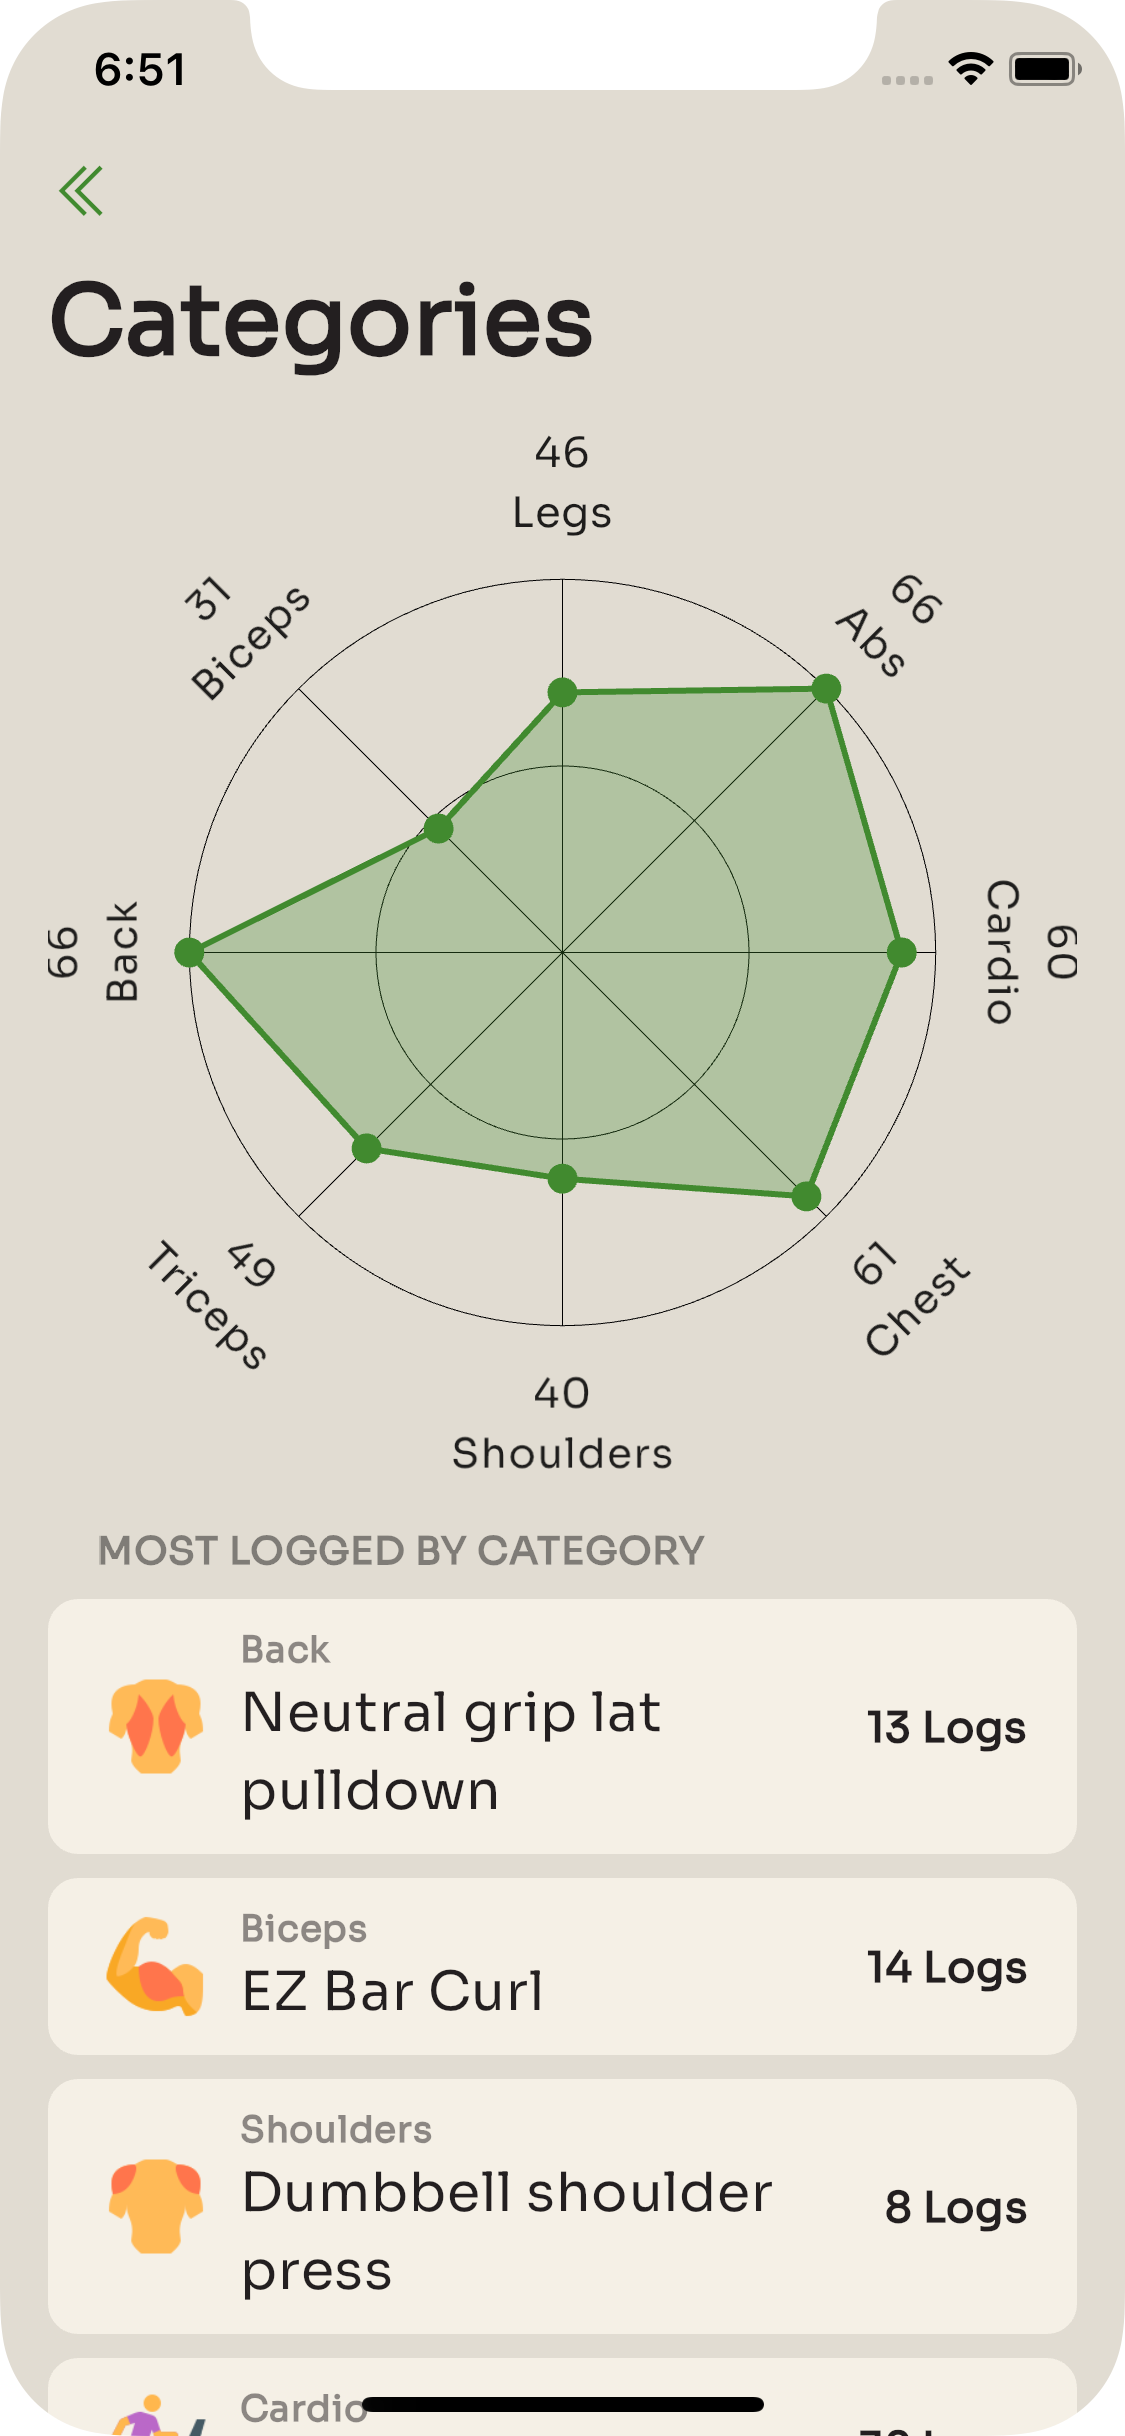 6:51
Categories
46
Legs
31
Biceps
66
Abs
66
Back
Cardio
60
49
Triceps
61
Chest
40
Shoulders
MOST LOGGED BY CATEGORY
Back
Neutral grip lat
pulldown
13 Logs
Biceps
EZ Bar Curl
14 Logs
Shoulders
Dumbbell shoulder
press
8 Logs
Cardio